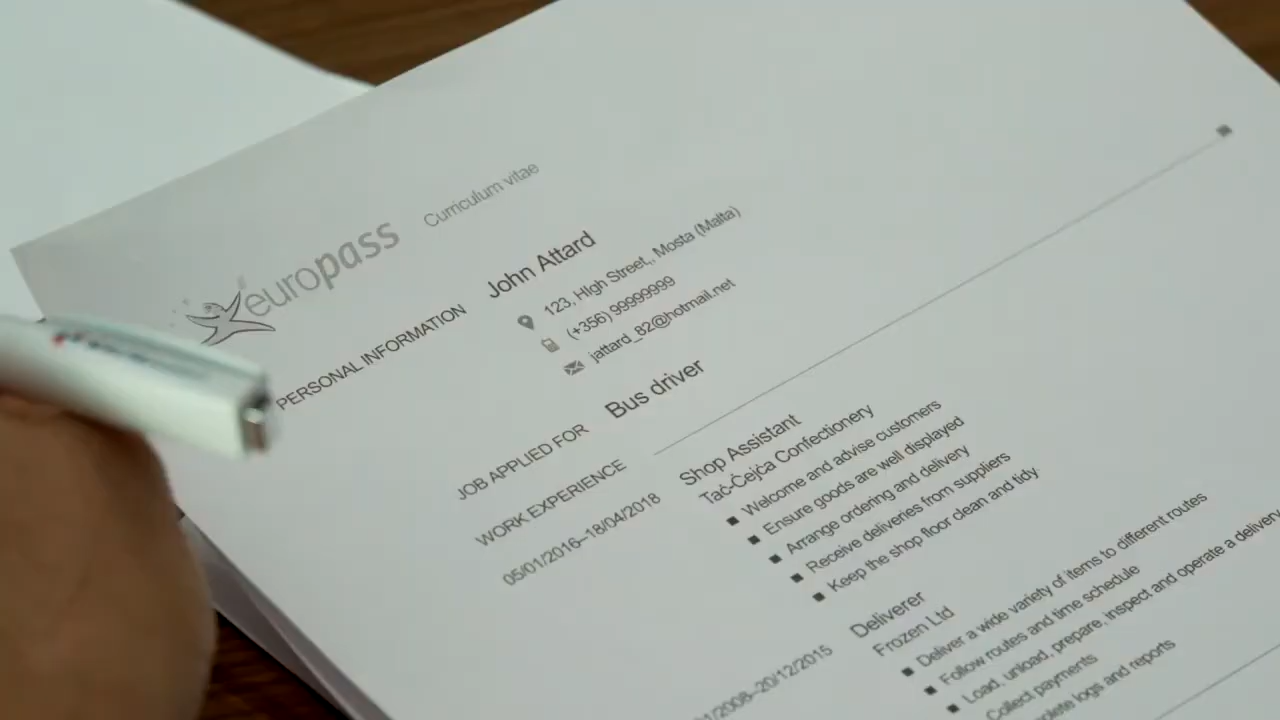 europass Curriculum vitae
PERSONAL INFORMATION John Attard
123, HIgh Street,, Mosta (Malta)
(+356) 99999999
jattard_82@hotmail.net
JOB APPLIED FOR Bus driver
WORK EXPERIENCE
05/01/2016–18/04/2018 Shop Assistant
Tać-Ċejċa Confectionery
Welcome and advise customers
Ensure goods are well displayed
Arrange ordering and delivery
Receive deliveries from suppliers
Keep the shop floor clean and tidy.
2008–20/12/2015 Deliverer
Frozen Ltd
Deliver a wide variety of items to different routes
Follow routes and time schedule
Load, unload, prepare, inspect and operate a delivery
Collect payments
logs and reports